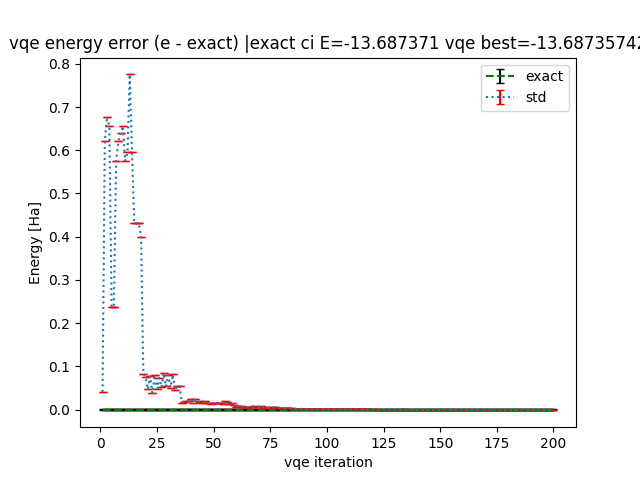 vqe energy error (e - exact) |exact ci E=-13.687371 vqe best=-13.68735742
exact
std
0.8
0.7
0.6
0.5
0.4
0.3
0.2
0.1
0.0
Energy [Ha]
0 25 50 75 100 125 150 175 200
vqe iteration